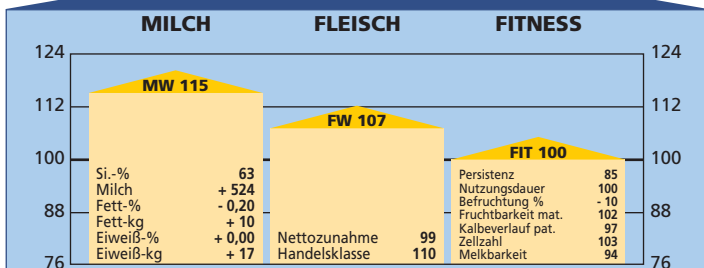 MILCH FLEISCH FITNESS
124 124
MW 115
112 112
FW 107
FIT 100
100 100
Si.-% 63
Milch + 524
Fett-% - 0,20
Fett-kg + 10
Eiweiß-% + 0,00
Eiweiß-kg + 17
Nettozunahme 99
Handelsklasse 110
Persistenz 85
Nutzungsdauer 100
Befruchtung % - 10
Fruchtbarkeit mat. 102
Kalbeverlauf pat. 97
Zellzahl 103
Melkbarkeit 94
88 88
76 76